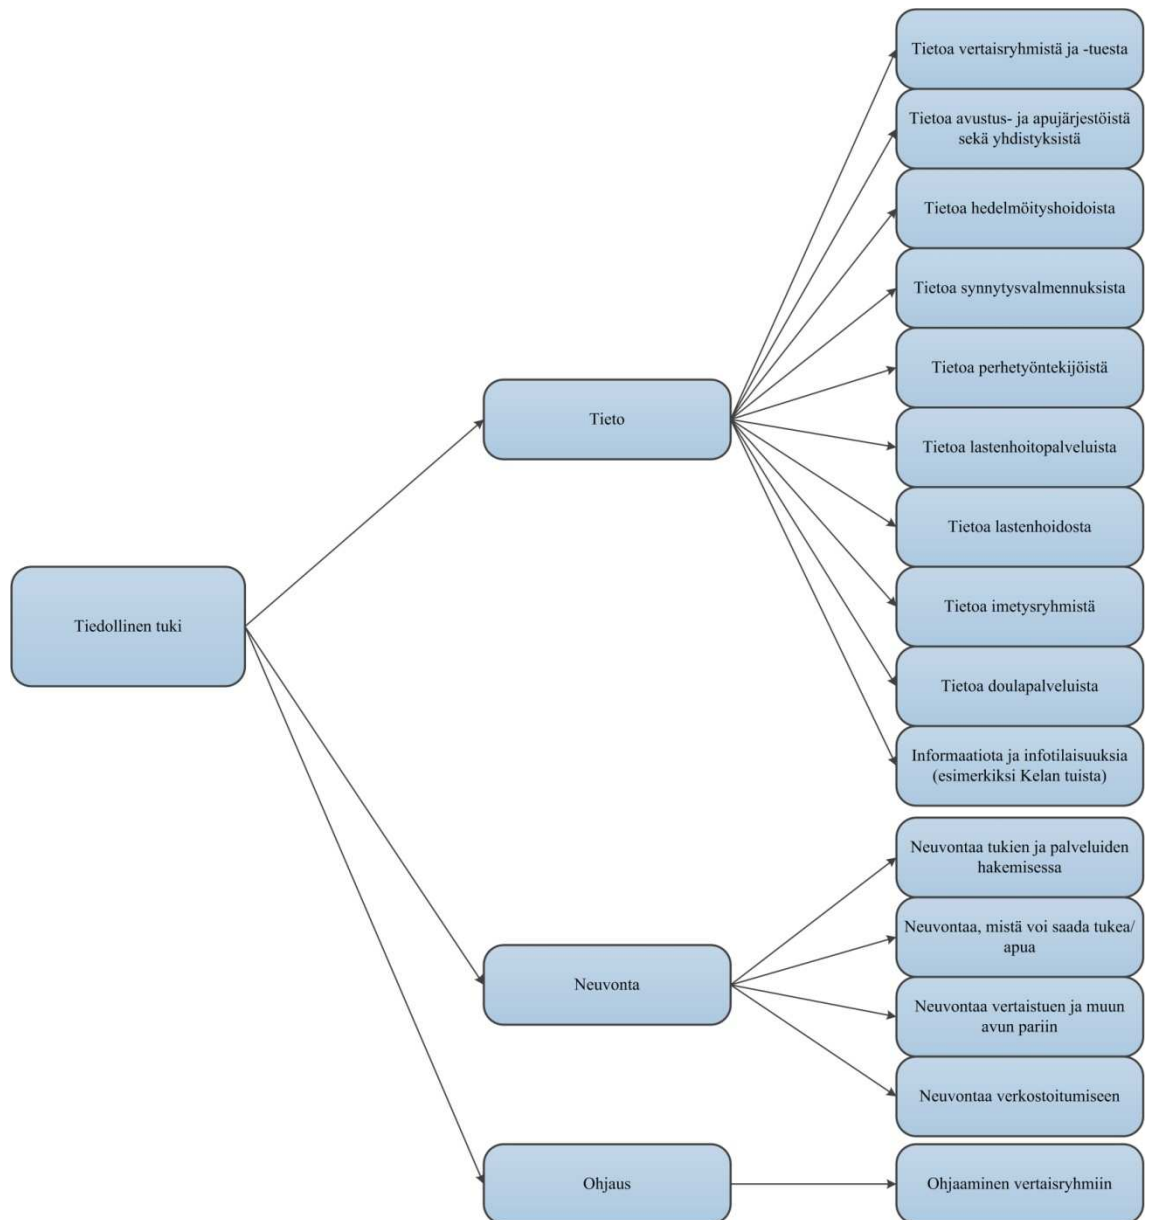 Tietoa vertaisryhmistä ja -tuesta
Tietoa avustus- ja apujärjestöistä
sekä yhdistyksistä
Tietoa hedelmöityshoidoista
Tietoa synnytysvalmennuksista
Tietoa perhetyöntekijöistä
Tieto
Tietoa lastenhoitopalveluista
Tietoa lastenhoidosta
Tietoa imetysryhmistä
Tiedollinen tuki
Tietoa doulapalveluista
Informaatiota ja infotilaisuuksia
(esimerkiksi Kelan tuista)
Neuvontaa tukien ja palveluiden
hakemisessa
Neuvontaa, mistä voi saada tukea/
apua
Neuvonta
Neuvontaa vertaistuen ja muun
avun pariin
Neuvontaa verkostoitumiseen
Ohjaus
Ohjaaminen vertaisryhmiin